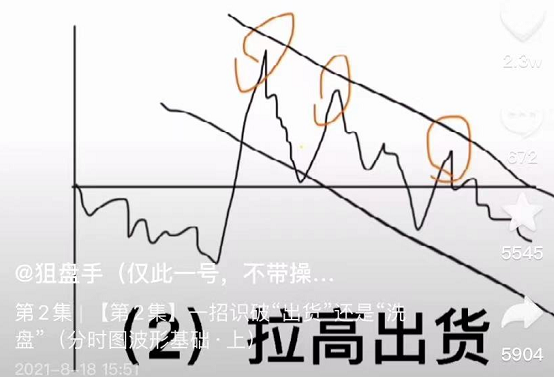 2.3w
672
@狙盘手（仅此一号，不带操...
5545
第2集 | 【第2集】一招识破“出货”还是“洗
盘”（分时图波形基础·上）
（2）拉高出货
5904
2021-8-18 15:51